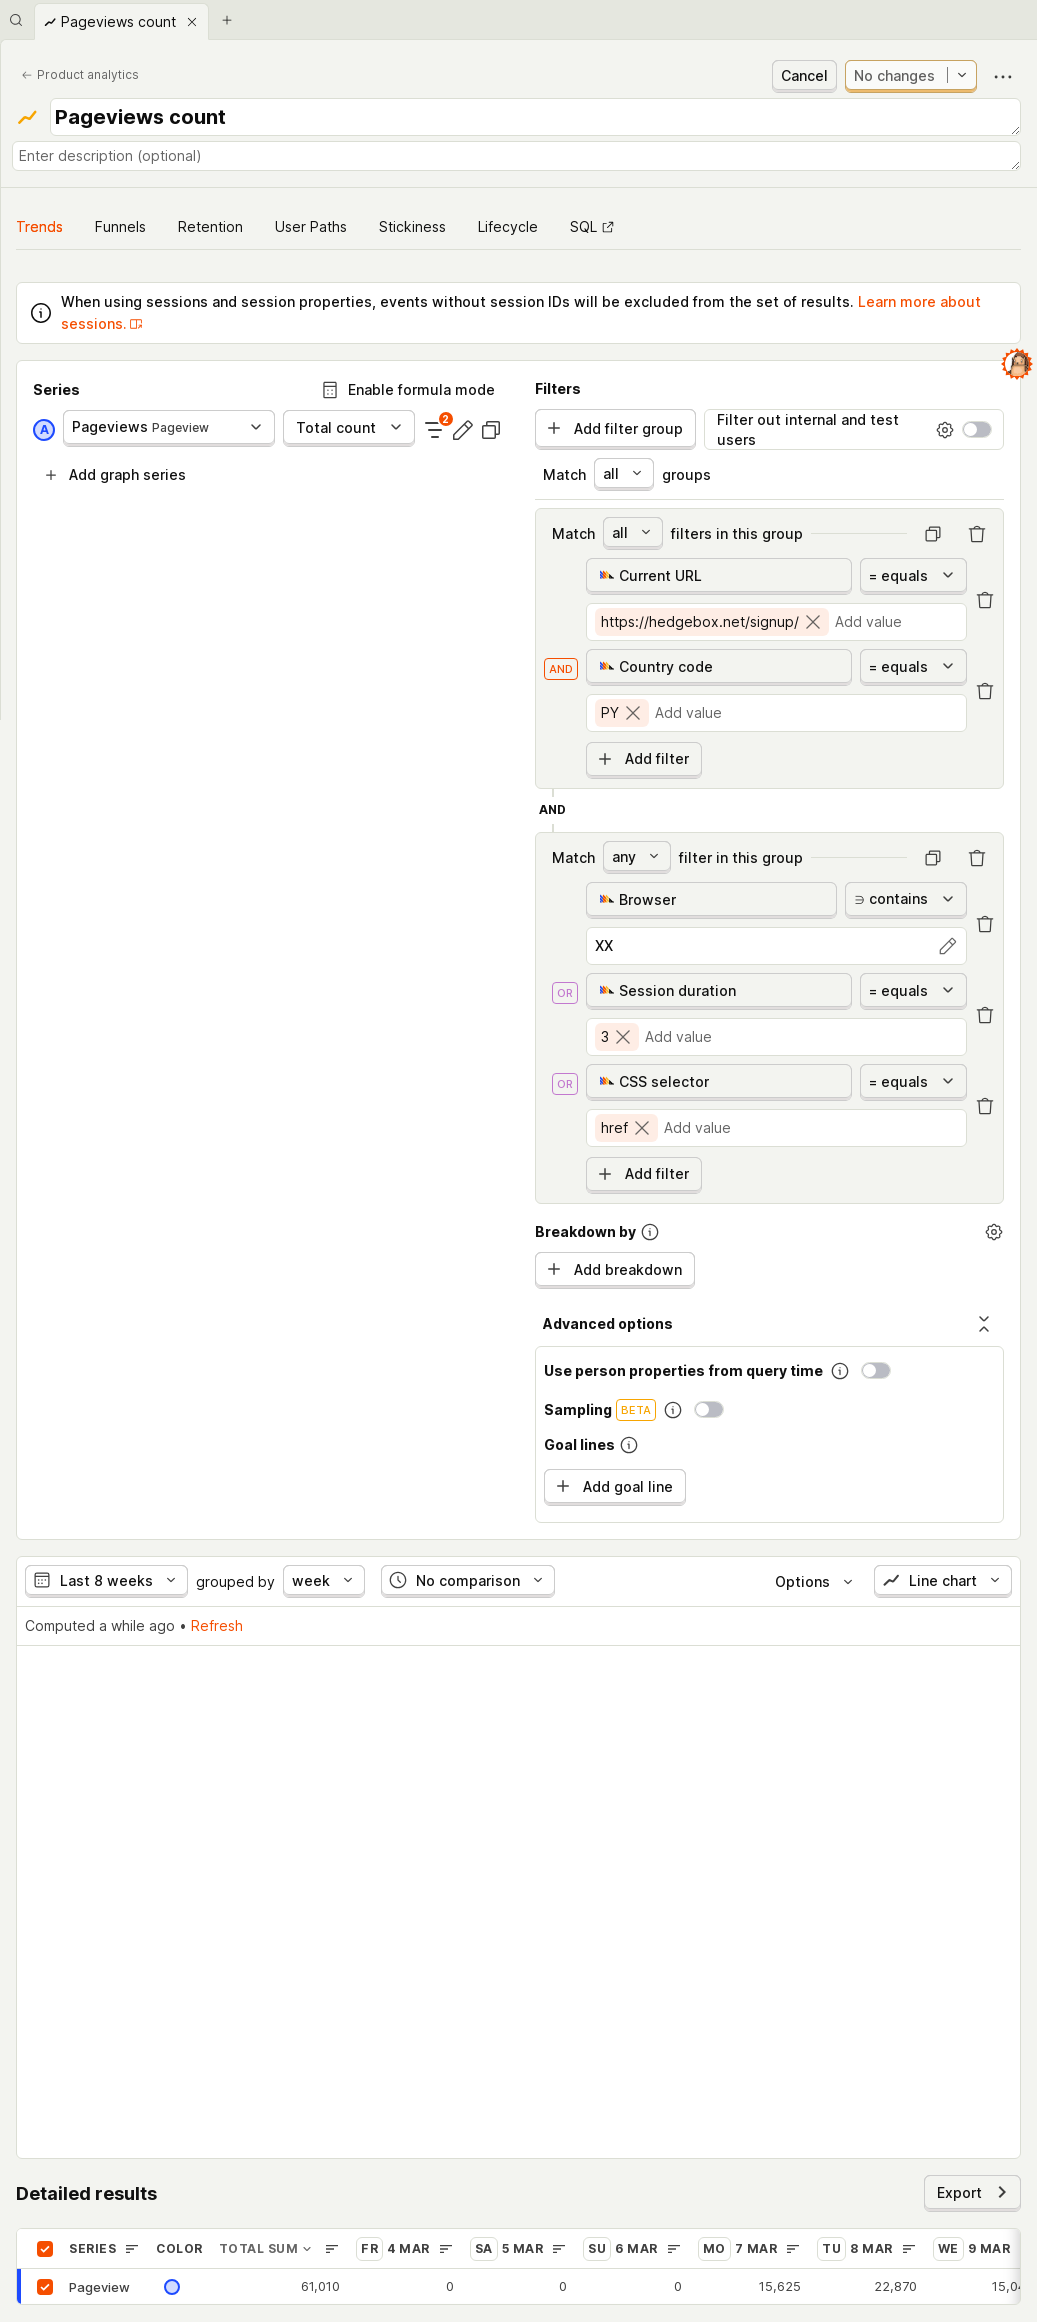 Pageviews count
Product analytics
Cancel
No changes
Pageviews count
Enter description (optional)
Trends
Funnels
Retention
User Paths
Stickiness
Lifecycle
SQL
When using sessions and session properties, events without session IDs will be excluded from the set of results. Learn more about
sessions.
Series
Enable formula mode
A
Pageviews Pageview
Total count
2
Add graph series
Filters
Add filter group
Filter out internal and test
users
Match all groups
Match all filters in this group
Current URL
= equals
https://hedgebox.net/signup/ Add value
AND
Country code
= equals
PY Add value
Add filter
AND
Match any filter in this group
Browser
∋ contains
XX
OR
Session duration
= equals
3 Add value
OR
CSS selector
= equals
href Add value
Add filter
Breakdown by
Add breakdown
Advanced options
Use person properties from query time
Sampling BETA
Goal lines
Add goal line
Last 8 weeks grouped by week No comparison
Options
Line chart
Computed a while ago • Refresh
Detailed results
Export
SERIES COLOR TOTAL SUM FR 4 MAR SA 5 MAR SU 6 MAR MO 7 MAR TU 8 MAR WE 9 MAR
Pageview 61,010 0 0 0 15,625 22,870